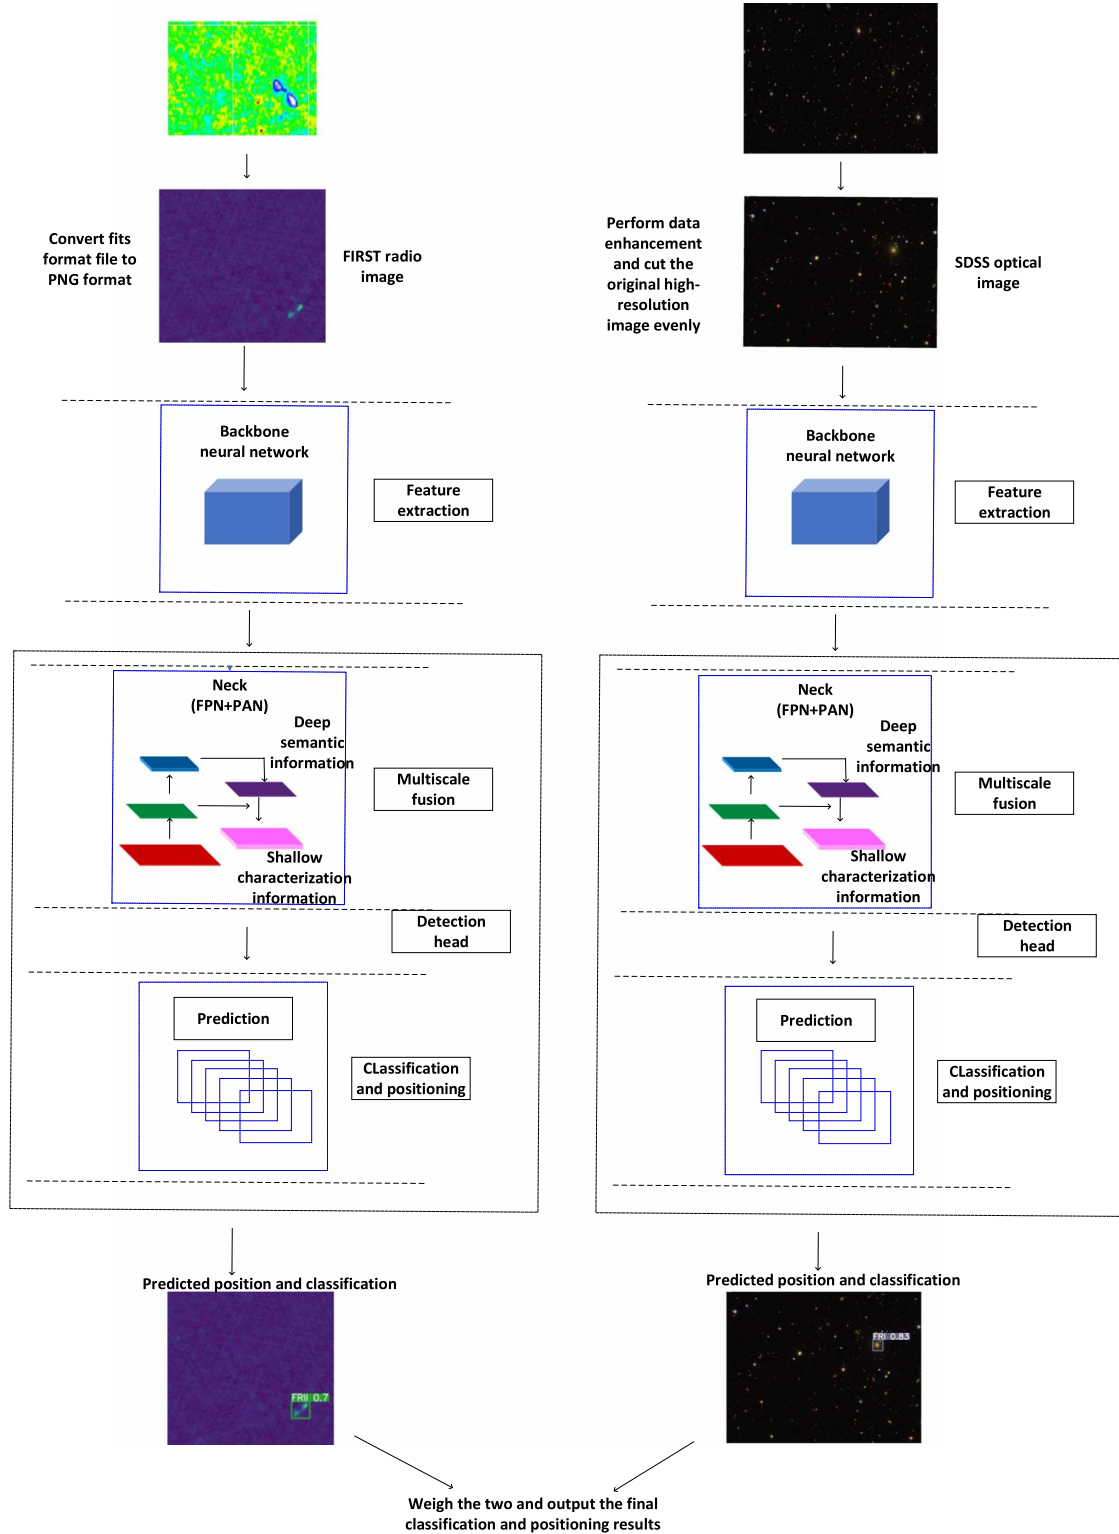 Convert fits
format file to
PNG format
FIRST radio
image
Perform data
enhancement
and cut the
original high-
resolution
image evenly
SDSS optical
image
Backbone
neural network
Feature
extraction
Backbone
neural network
Feature
extraction
Neck
(FPN+PAN)
Deep
semantic
information
Multiscale
fusion
Shallow
characterization
information
Detection
head
Neck
(FPN+PAN)
Deep
semantic
information
Multiscale
fusion
Shallow
characterization
information
Detection
head
Prediction
CLassification
and positioning
Prediction
CLassification
and positioning
Predicted position and classification
FRII 0.7
Predicted position and classification
FRI 0.83
Weigh the two and output the final
classification and positioning results